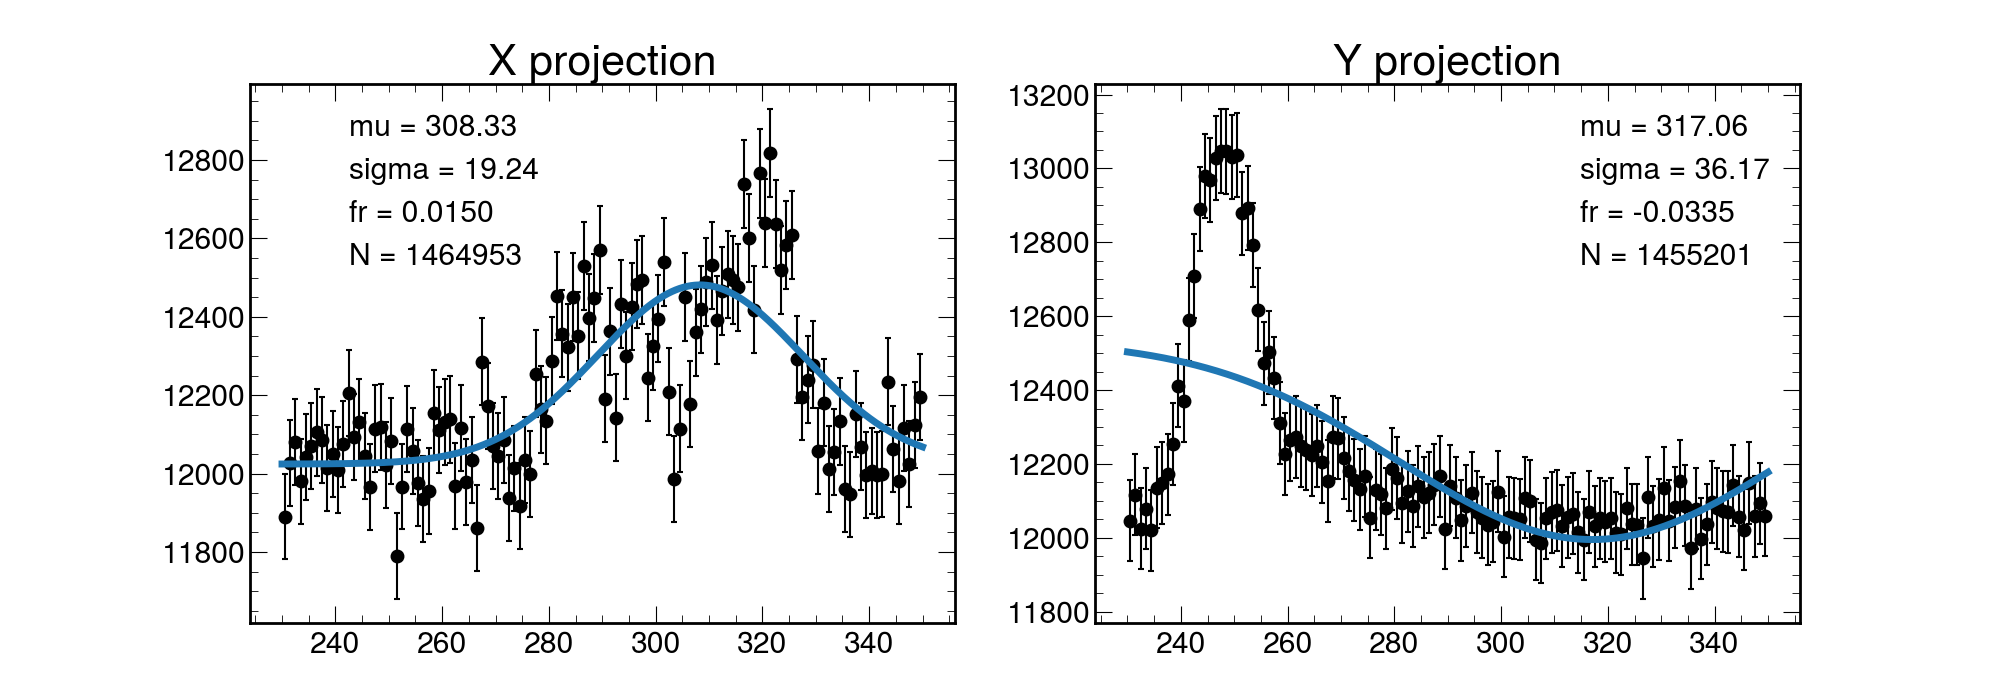 X projection
mu = 308.33
sigma = 19.24
fr = 0.0150
N = 1464953
12800
12600
12400
12200
12000
11800
240 260 280 300 320 340
Y projection
mu = 317.06
sigma = 36.17
fr = -0.0335
N = 1455201
13200
13000
12800
12600
12400
12200
12000
11800
240 260 280 300 320 340